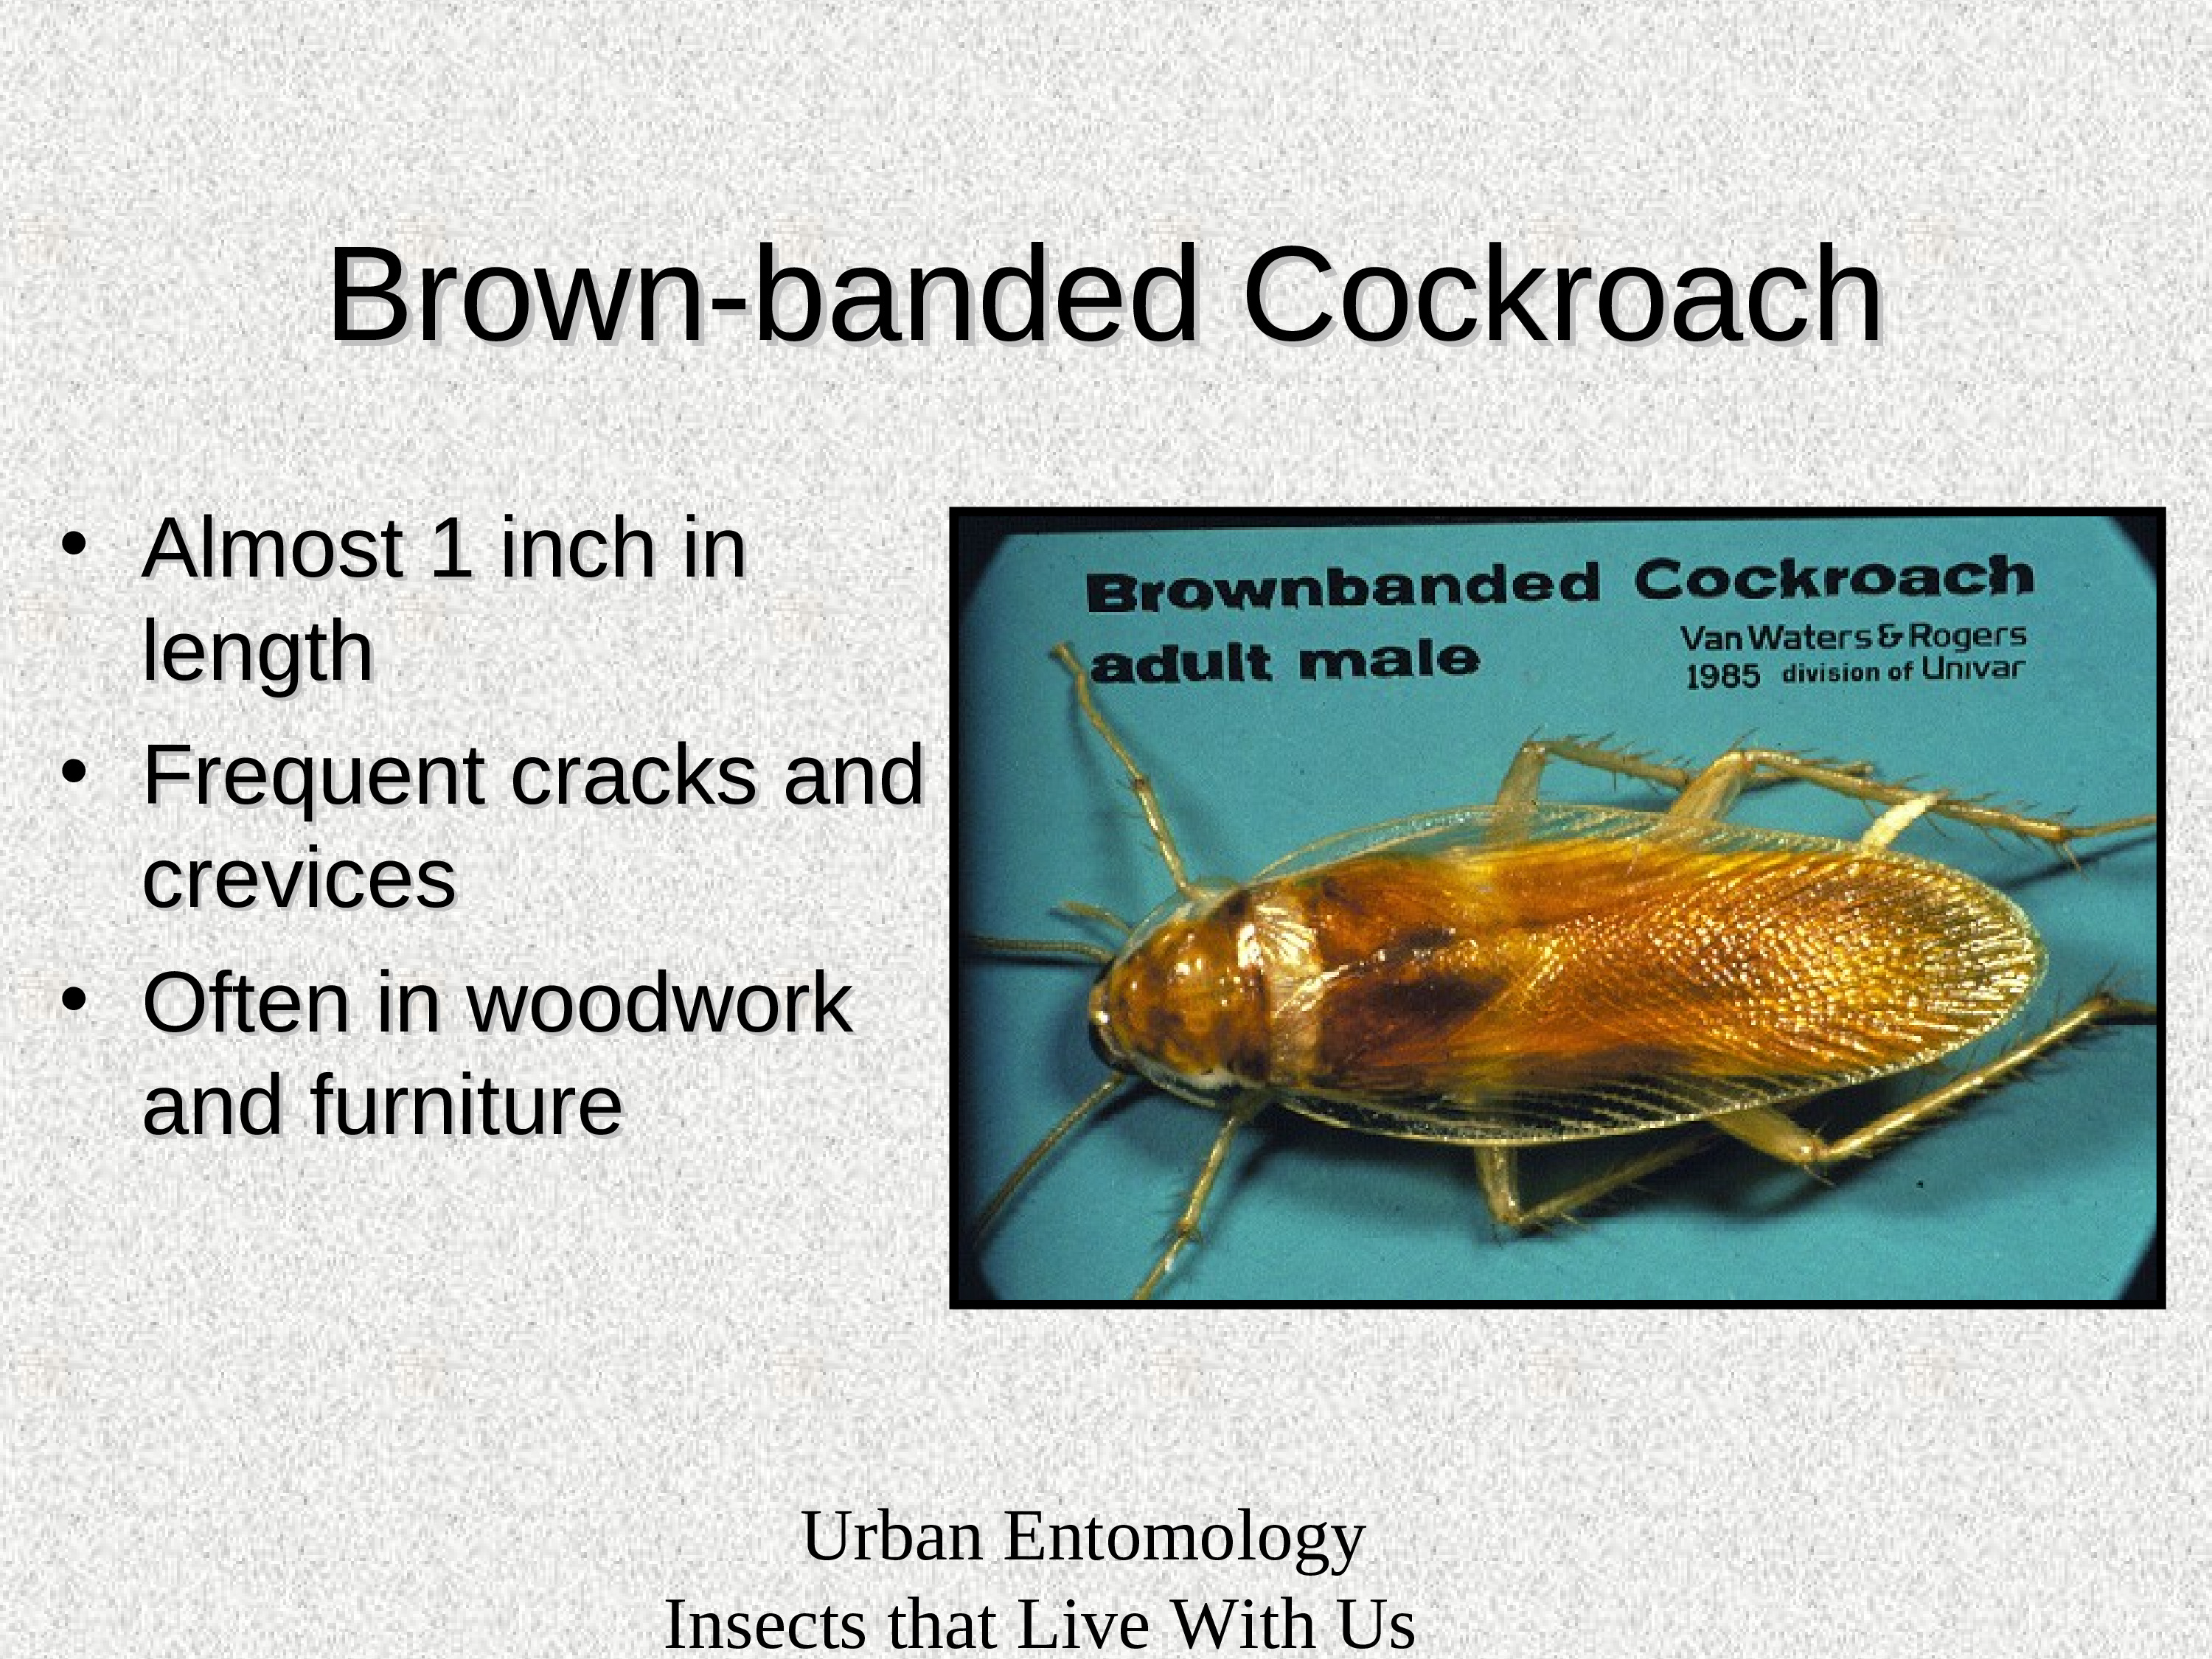 Brown-banded Cockroach
• Almost 1 inch in
length
• Frequent cracks and
crevices
• Often in woodwork
and furniture
Brownbanded Cockroach
adult male
Van Waters & Rogers
1985 division of Univar
Urban Entomology
Insects that Live With Us